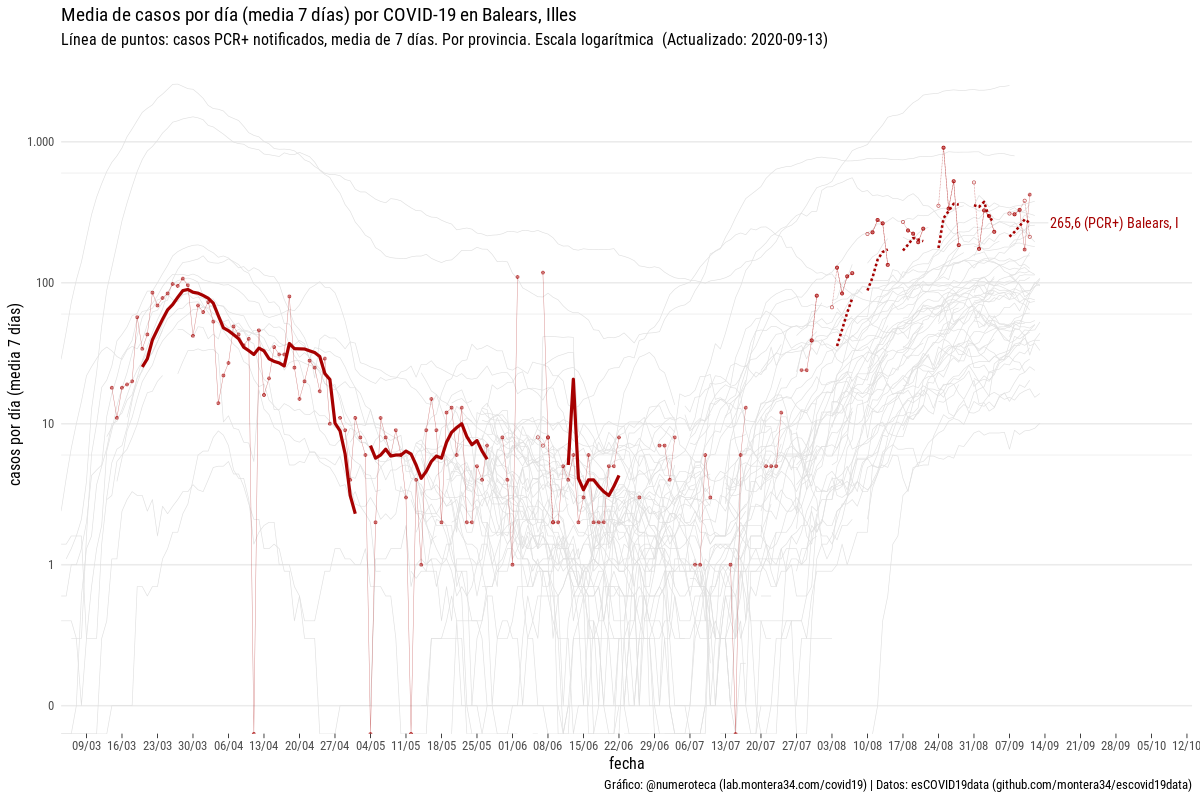 Media de casos por día (media 7 días) por COVID-19 en Balears, Illes
Línea de puntos: casos PCR+ notificados, media de 7 días. Por provincia. Escala logarítmica (Actualizado: 2020-09-13)
casos por día (media 7 días)
1.000
100
10
1
0
265,6 (PCR+) Balears, I
09/03 16/03 23/03 30/03 06/04 13/04 20/04 27/04 04/05 11/05 18/05 25/05 01/06 08/06 15/06 22/06 29/06 06/07 13/07 20/07 27/07 03/08 10/08 17/08 24/08 31/08 07/09 14/09 21/09 28/09 05/10 12/10
fecha
Gráfico: @numeroteca (lab.montera34.com/covid19) | Datos: esCOVID19data (github.com/montera34/escovid19data)